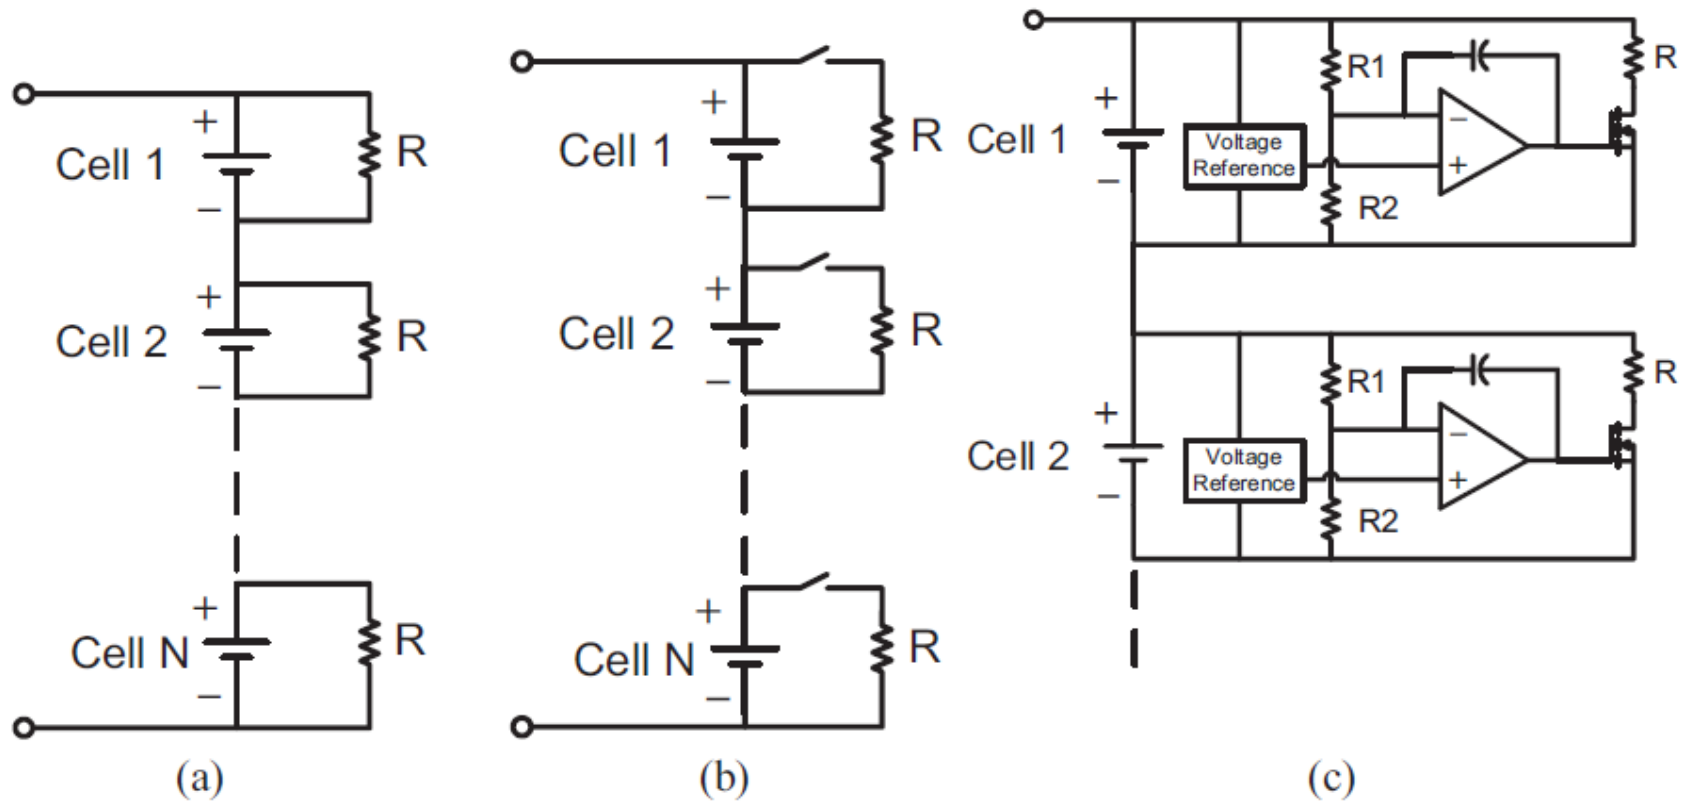 +
Cell 1
−
R
+
Cell 2
−
R
+
Cell N
−
R
(a)
+
Cell 1
−
R
+
Cell 2
−
R
+
Cell N
−
R
(b)
+
Cell 1
−
Voltage
Reference
R1
R2
−
+
R
+
Cell 2
−
Voltage
Reference
R1
R2
−
+
R
(c)